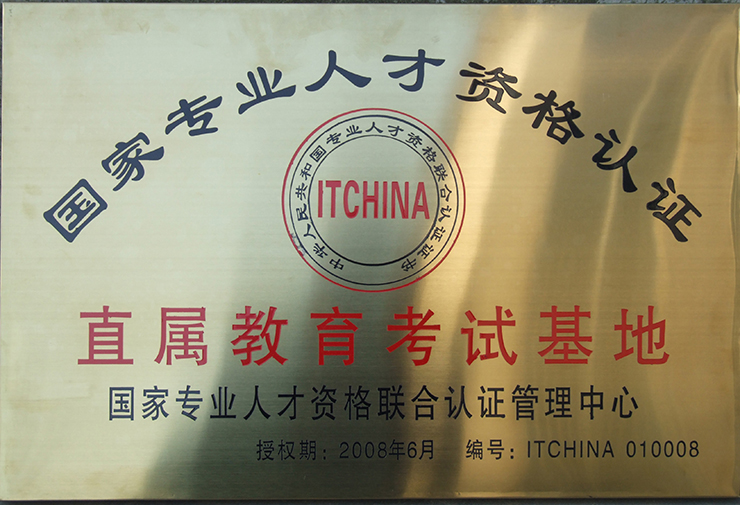 国家专业人才资格认证
中华人民共和国专业人才资格联合认证证书
ITCHINA
直属教育考试基地
国家专业人才资格联合认证管理中心
授权期：2008年6月 编号：ITCHINA 010008